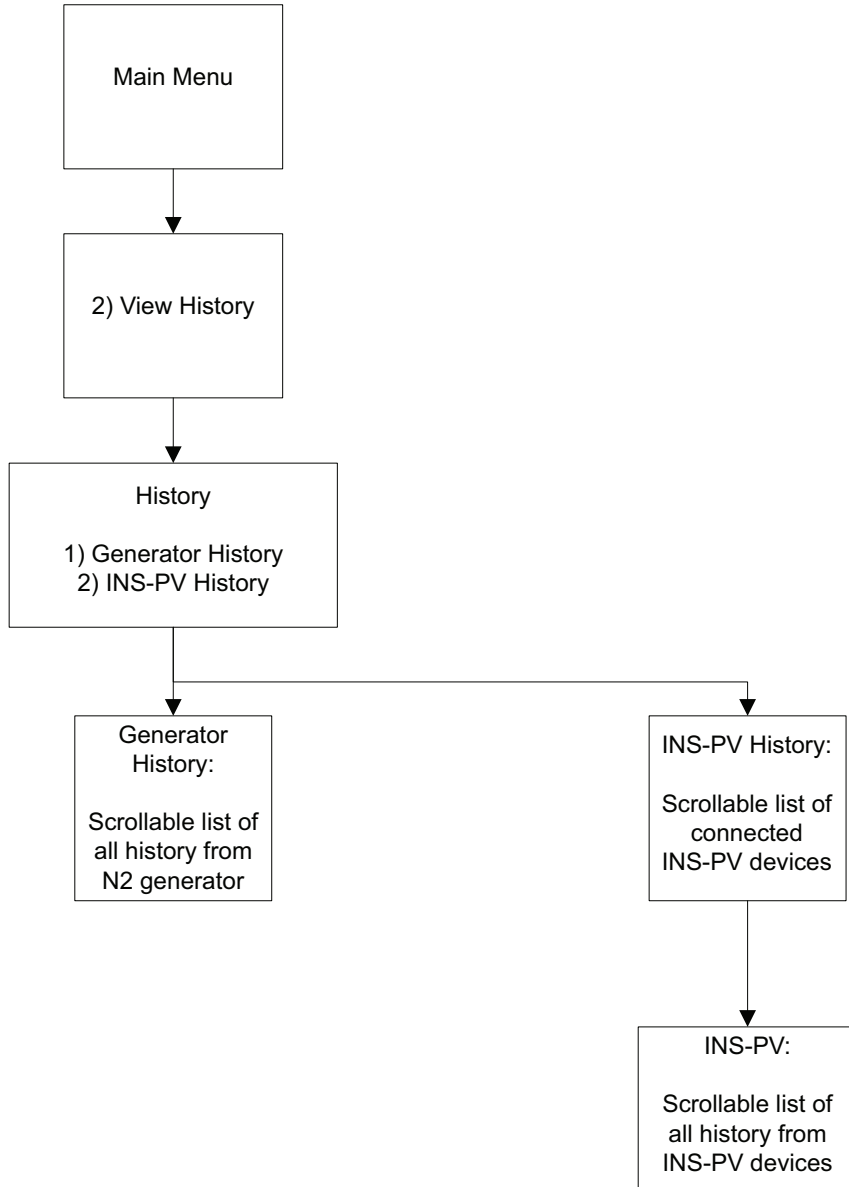 Main Menu
2) View History
History
1) Generator History
2) INS-PV History
Generator
History:
Scrollable list of
all history from
N2 generator
INS-PV History:
Scrollable list of
connected
INS-PV devices
INS-PV:
Scrollable list of
all history from
INS-PV devices